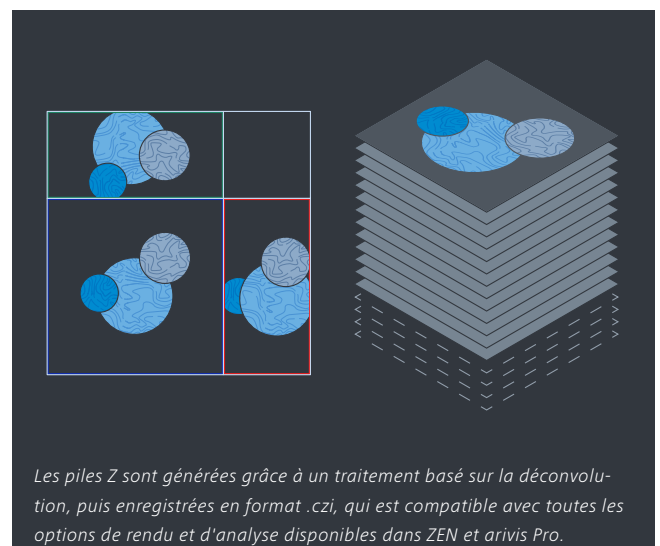 Les piles Z sont générées grâce à un traitement basé sur la déconvolu-
tion, puis enregistrées en format .czi, qui est compatible avec toutes les
options de rendu et d'analyse disponibles dans ZEN et arivis Pro.